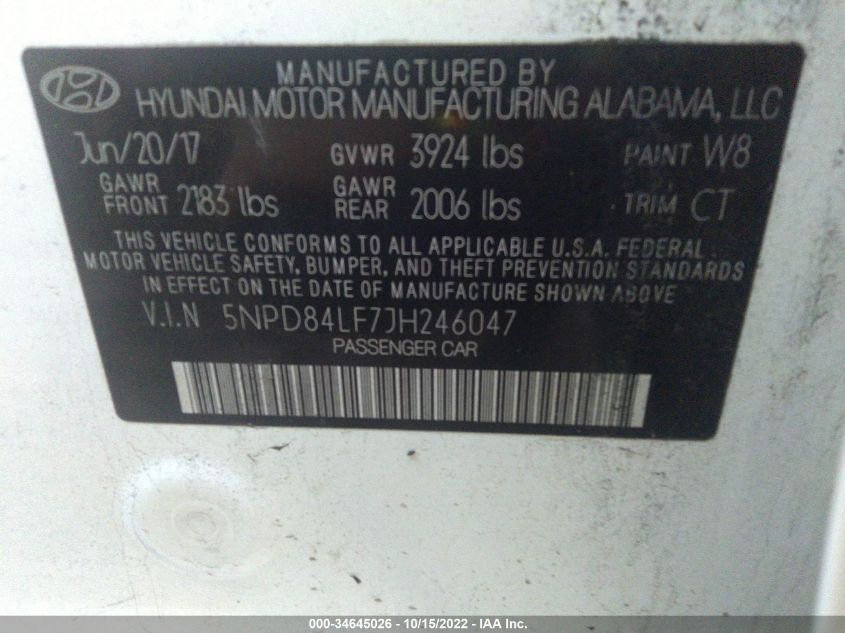 MANUFACTURED BY
HYUNDAI MOTOR MANUFACTURING ALABAMA, LLC
Jun/20/17 GVWR 3924 lbs PAINT W8
GAWR FRONT 2183 lbs GAWR REAR 2006 lbs TRIM CT
THIS VEHICLE CONFORMS TO ALL APPLICABLE U.S.A. FEDERAL
MOTOR VEHICLE SAFETY, BUMPER, AND THEFT PREVENTION STANDARDS
IN EFFECT ON THE DATE OF MANUFACTURE SHOWN ABOVE
V.I.N 5NPD84LF7JH246047
PASSENGER CAR
000-34645026 - 10/15/2022 - IAA Inc.